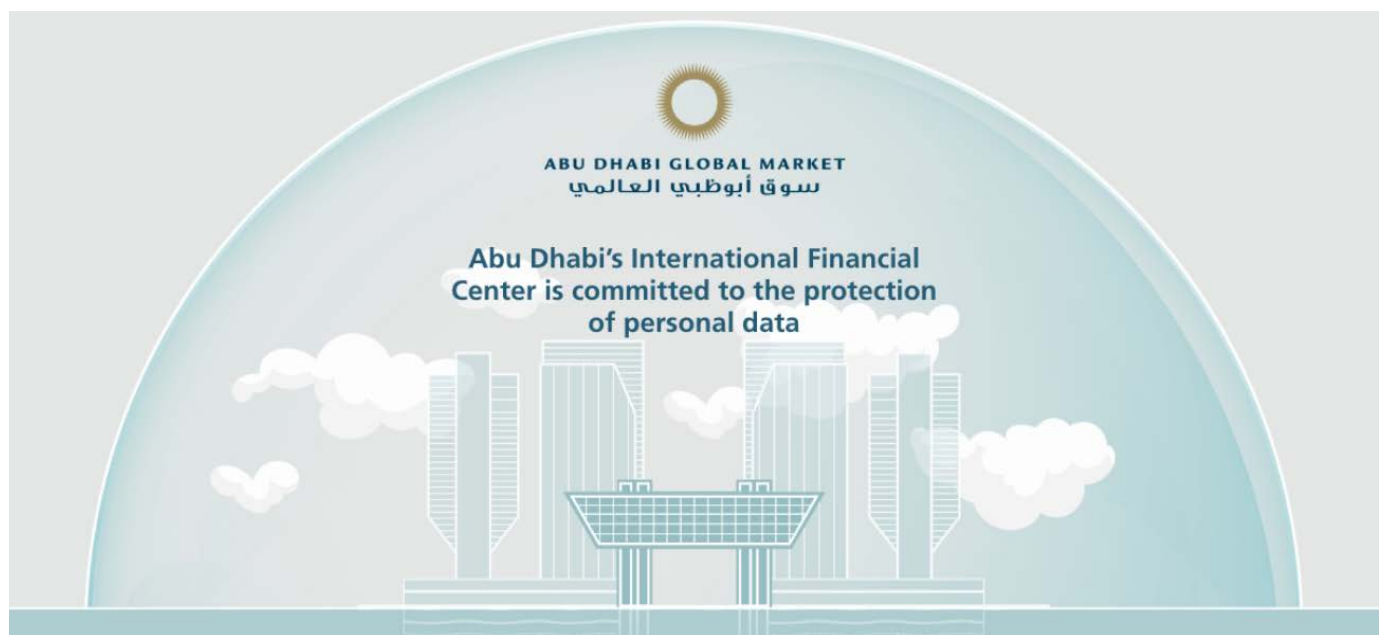 ABU DHABI GLOBAL MARKET
سوق أبوظبي العالمي
Abu Dhabi's International Financial
Center is committed to the protection
of personal data